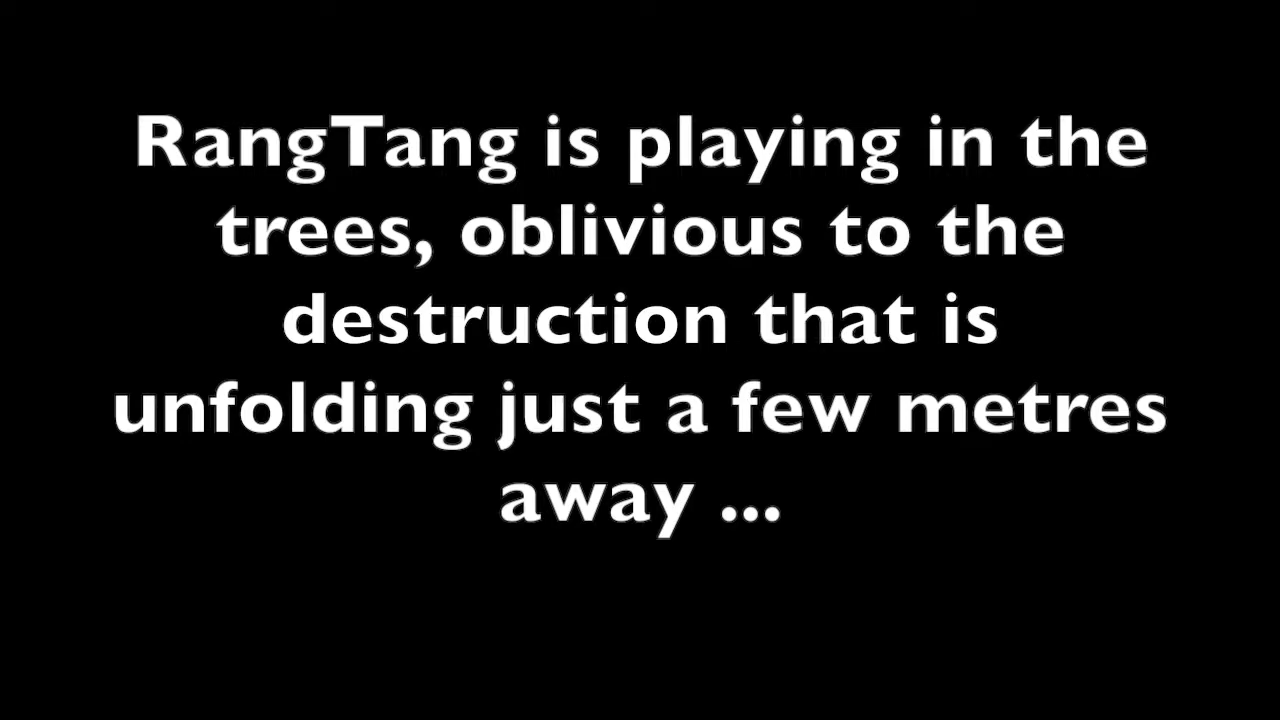 RangTang is playing in the
trees, oblivious to the
destruction that is
unfolding just a few metres
away ...